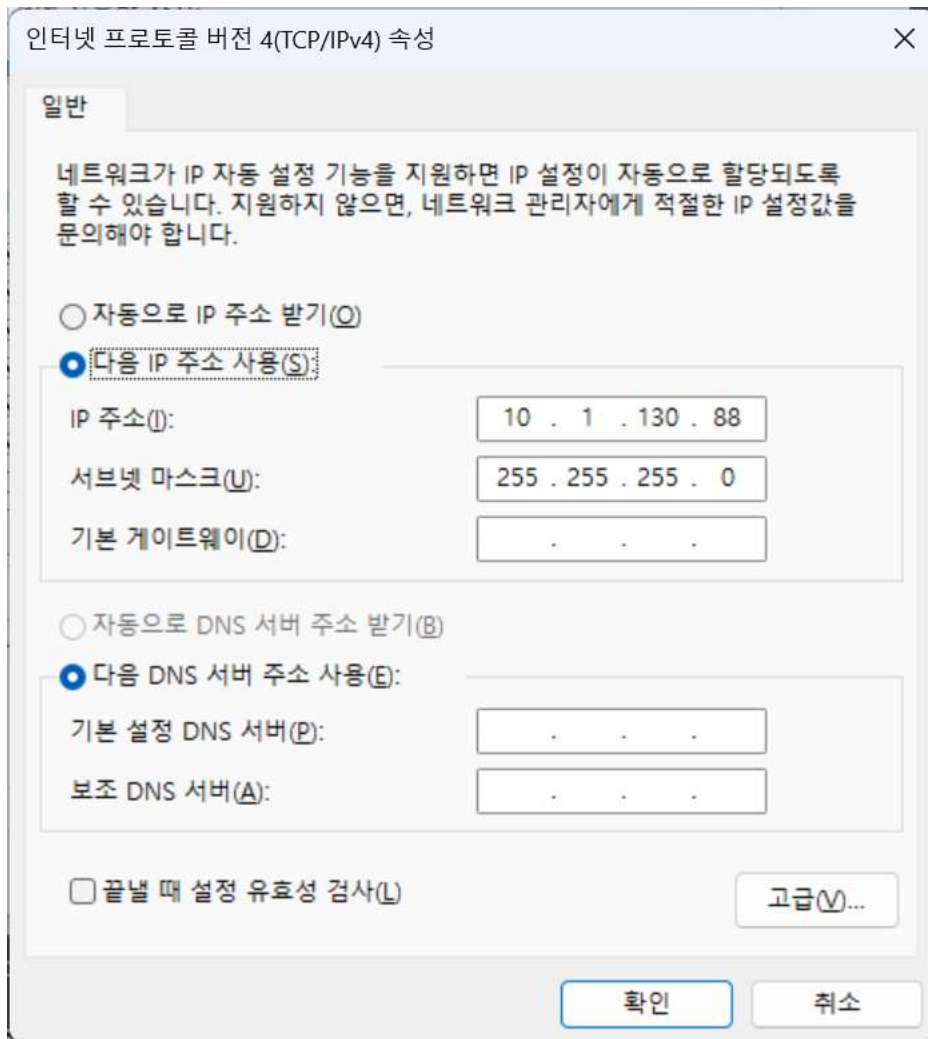 인터넷 프로토콜 버전 4(TCP/IPv4) 속성
일반
네트워크가 IP 자동 설정 기능을 지원하면 IP 설정이 자동으로 할당되도록
할 수 있습니다. 지원하지 않으면, 네트워크 관리자에게 적절한 IP 설정값을
문의해야 합니다.
자동으로 IP 주소 받기(O)
다음 IP 주소 사용(S):
IP 주소(I): 10 . 1 . 130 . 88
서브넷 마스크(U): 255 . 255 . 255 . 0
기본 게이트웨이(D): . . .
자동으로 DNS 서버 주소 받기(B)
다음 DNS 서버 주소 사용(E):
기본 설정 DNS 서버(P): . . .
보조 DNS 서버(A): . . .
끝낼 때 설정 유효성 검사(L)
고급(V)...
확인 취소